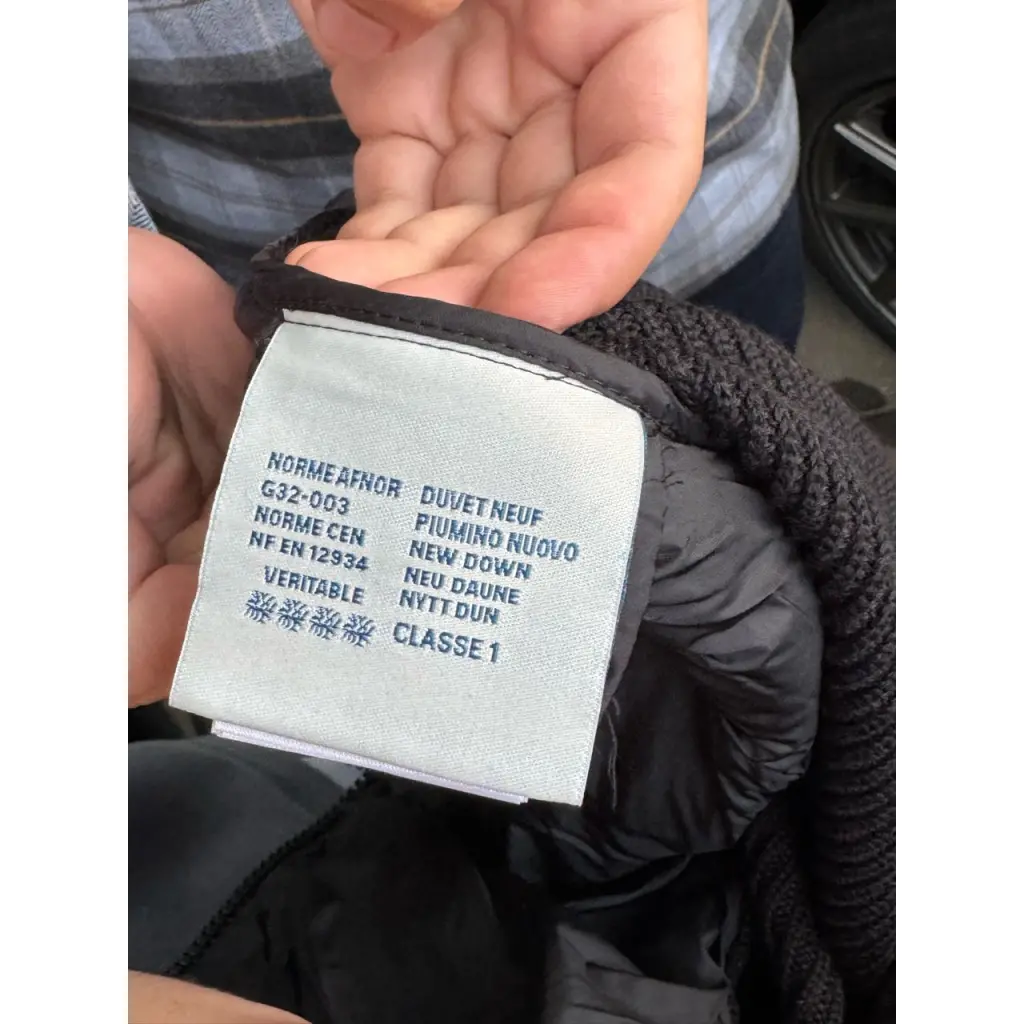 NORME AFNOR
G32-003
NORME CEN
NF EN 12934
VERITABLE
DUVET NEUF
PIUMINO NUOVO
NEW DOWN
NEU DAUNE
NYTT DUN
CLASSE 1